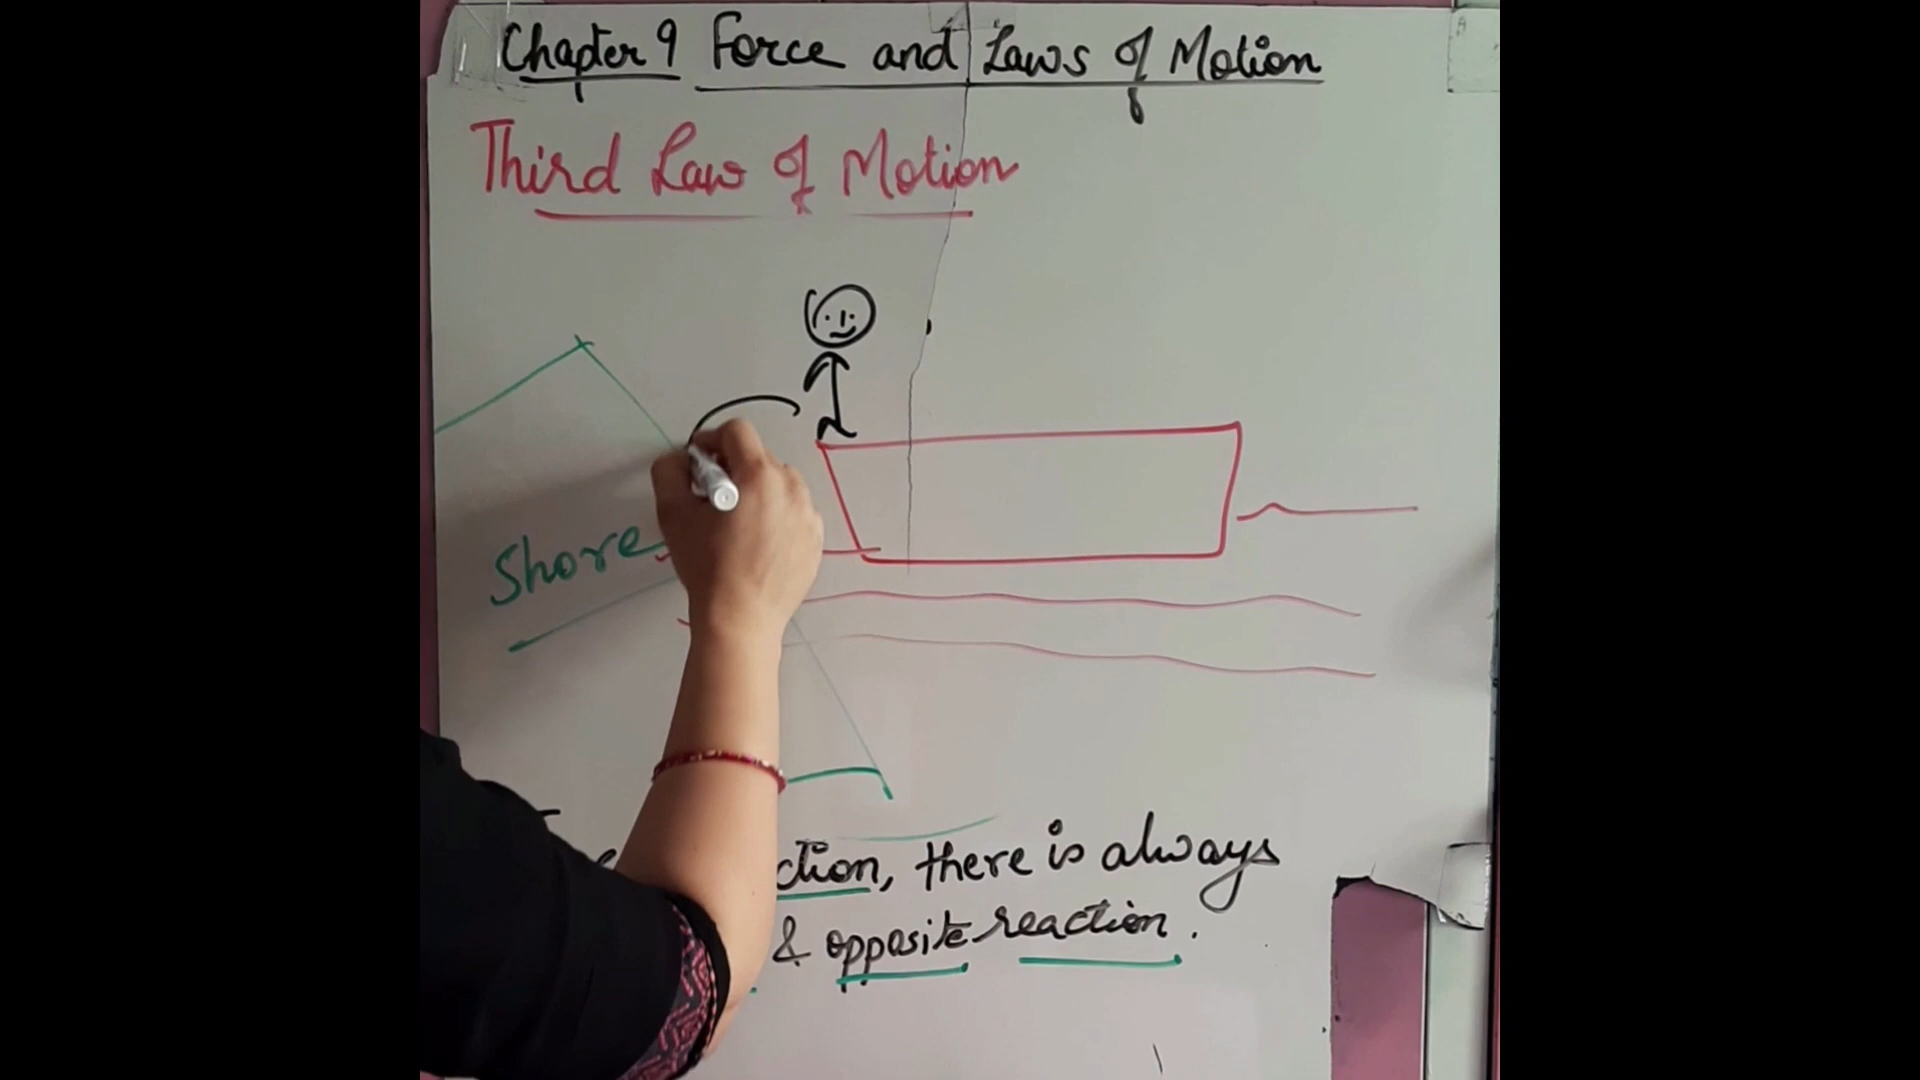 Chapter 9 Force and Laws of Motion
Third Law of Motion
Shore
ction, there is always
& opposite reaction.